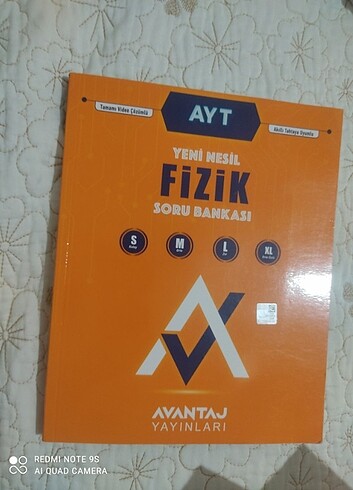 AYT
Tamamı Video Çözümlü
Akıllı Tahtaya Uyumlu
YENİ NESİL
FİZİK
SORU BANKASI
S
M
L
XL
AVANTAJ
YAYINLARI
REDMI NOTE 9S
AI QUAD CAMERA